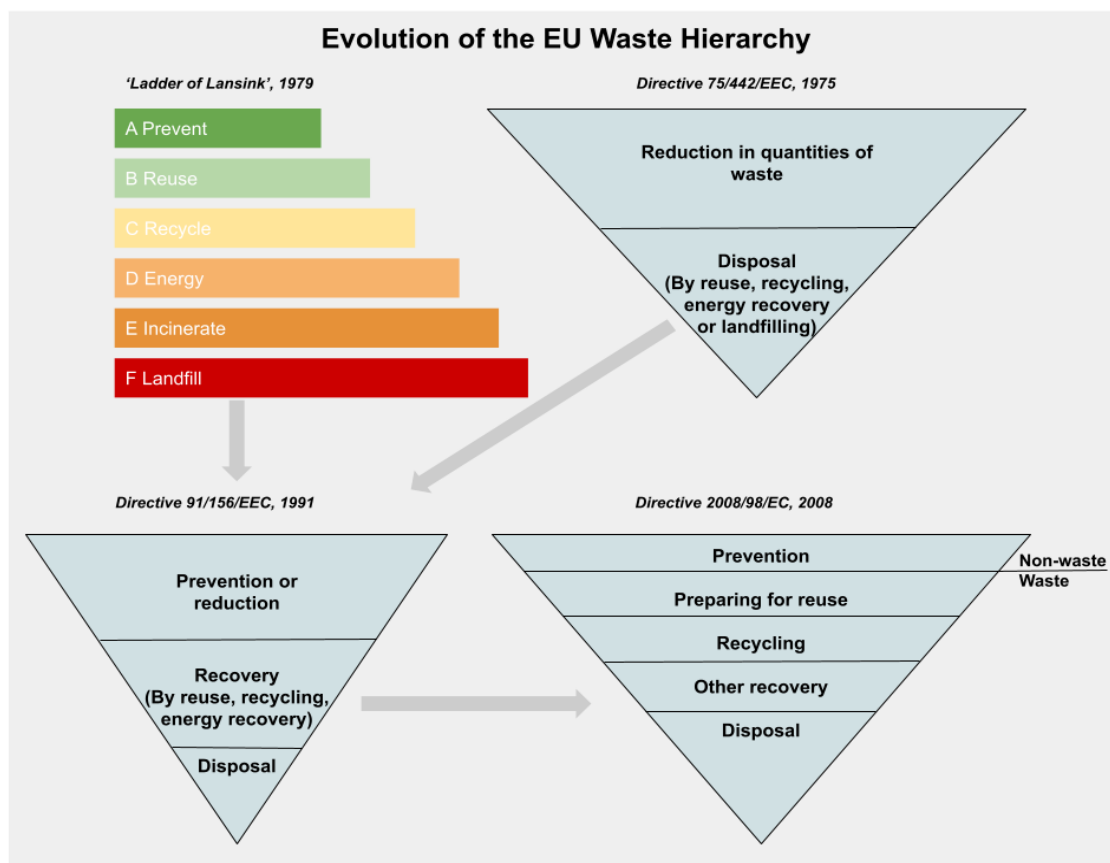 Evolution of the EU Waste Hierarchy
‘Ladder of Lansink’, 1979
A Prevent
B Reuse
C Recycle
D Energy
E Incinerate
F Landfill
Directive 75/442/EEC, 1975
Reduction in quantities of
waste
Disposal
(By reuse, recycling,
energy recovery
or landfilling)
Directive 91/156/EEC, 1991
Prevention or
reduction
Recovery
(By reuse, recycling,
energy recovery)
Disposal
Directive 2008/98/EC, 2008
Prevention
Non-waste
Waste
Preparing for reuse
Recycling
Other recovery
Disposal